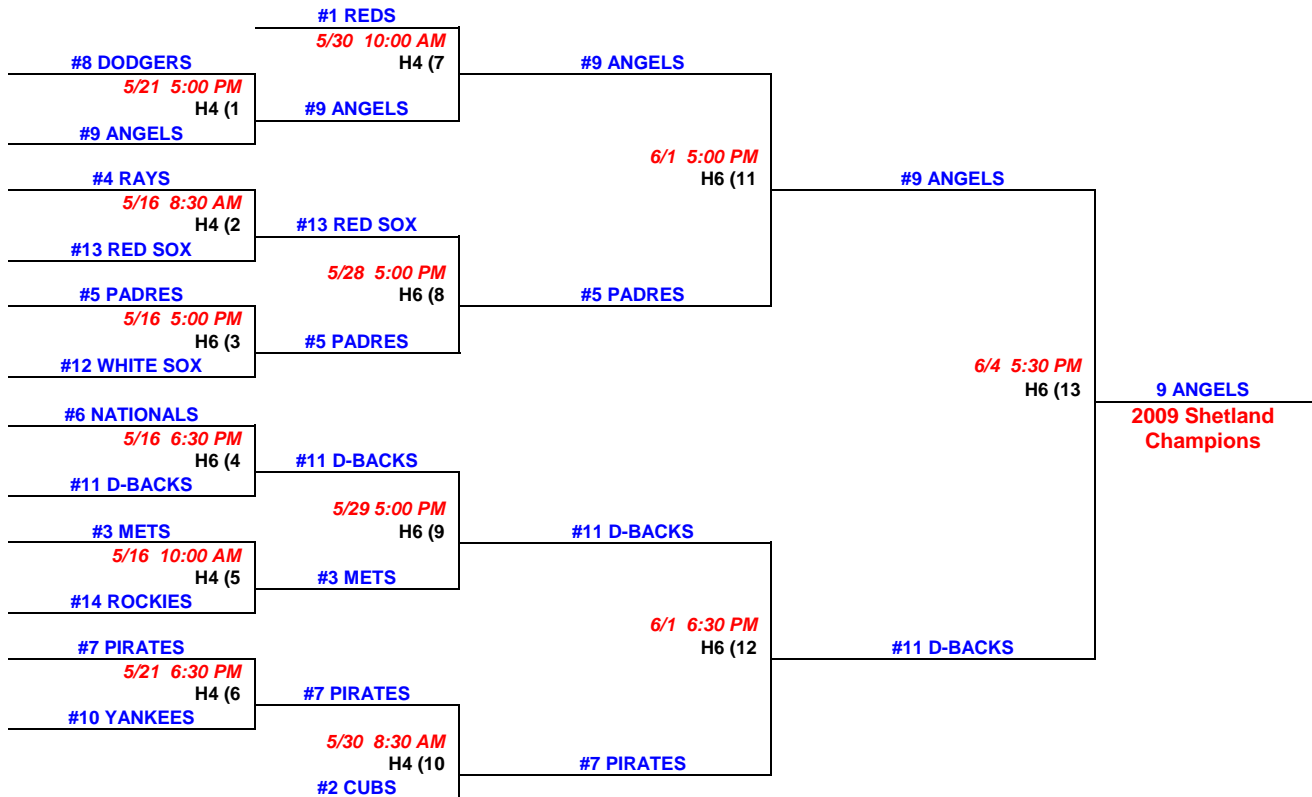 #1 REDS
5/30 10:00 AM
H4 (7
#8 DODGERS
5/21 5:00 PM
H4 (1
#9 ANGELS
#9 ANGELS
#9 ANGELS
#4 RAYS
5/16 8:30 AM
H4 (2
#13 RED SOX
#13 RED SOX
6/1 5:00 PM
H6 (11
#9 ANGELS
5/28 5:00 PM
H6 (8
#5 PADRES
#5 PADRES
5/16 5:00 PM
H6 (3
#5 PADRES
#12 WHITE SOX
6/4 5:30 PM
H6 (13
9 ANGELS
2009 Shetland
Champions
#6 NATIONALS
5/16 6:30 PM
H6 (4
#11 D-BACKS
#11 D-BACKS
5/29 5:00 PM
H6 (9
#11 D-BACKS
#3 METS
5/16 10:00 AM
H4 (5
#3 METS
#14 ROCKIES
6/1 6:30 PM
H6 (12
#11 D-BACKS
#7 PIRATES
5/21 6:30 PM
H4 (6
#7 PIRATES
#10 YANKEES
5/30 8:30 AM
H4 (10
#7 PIRATES
#2 CUBS